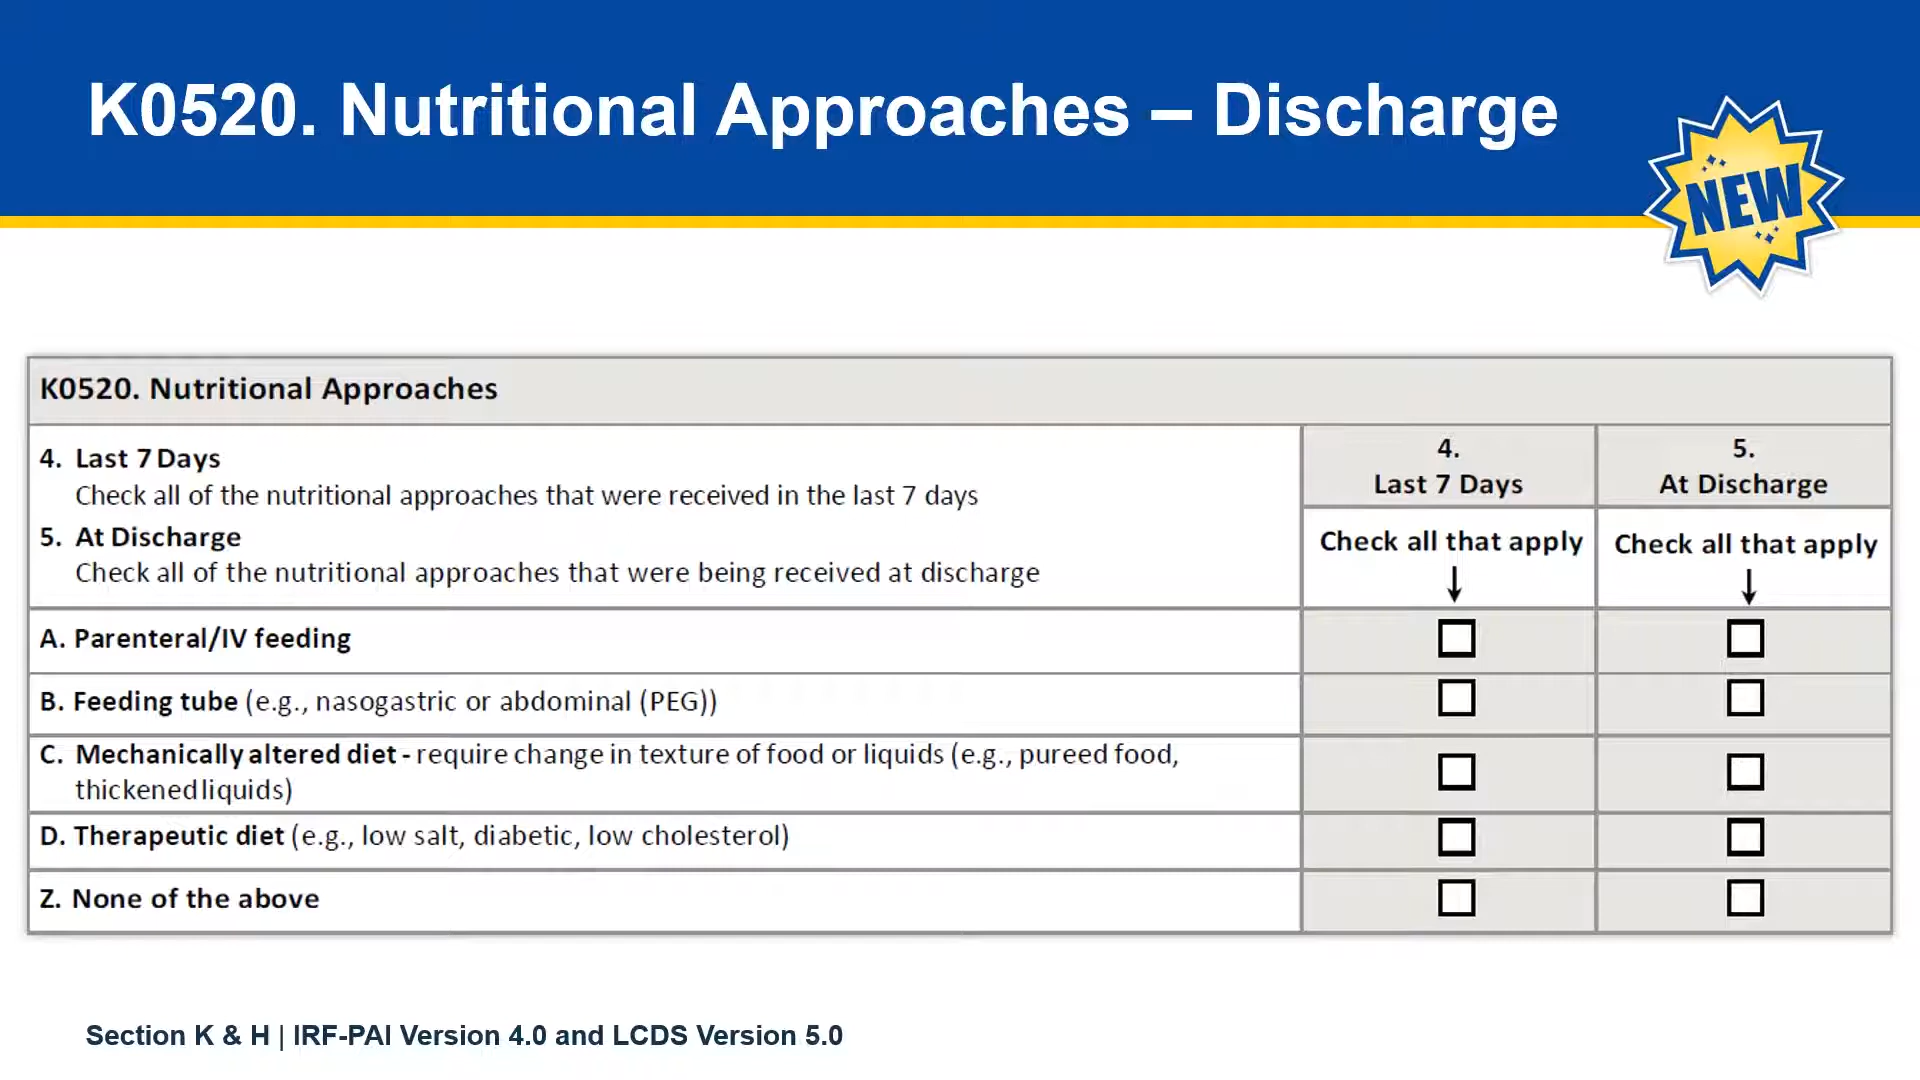 K0520. Nutritional Approaches – Discharge
NEW
K0520. Nutritional Approaches
4. Last 7 Days
Check all of the nutritional approaches that were received in the last 7 days
5. At Discharge
Check all of the nutritional approaches that were being received at discharge
4.
Last 7 Days
5.
At Discharge
Check all that apply
Check all that apply
A. Parenteral/IV feeding
B. Feeding tube (e.g., nasogastric or abdominal (PEG))
C. Mechanically altered diet - require change in texture of food or liquids (e.g., pureed food,
thickened liquids)
D. Therapeutic diet (e.g., low salt, diabetic, low cholesterol)
Z. None of the above
Section K & H | IRF-PAI Version 4.0 and LCDS Version 5.0